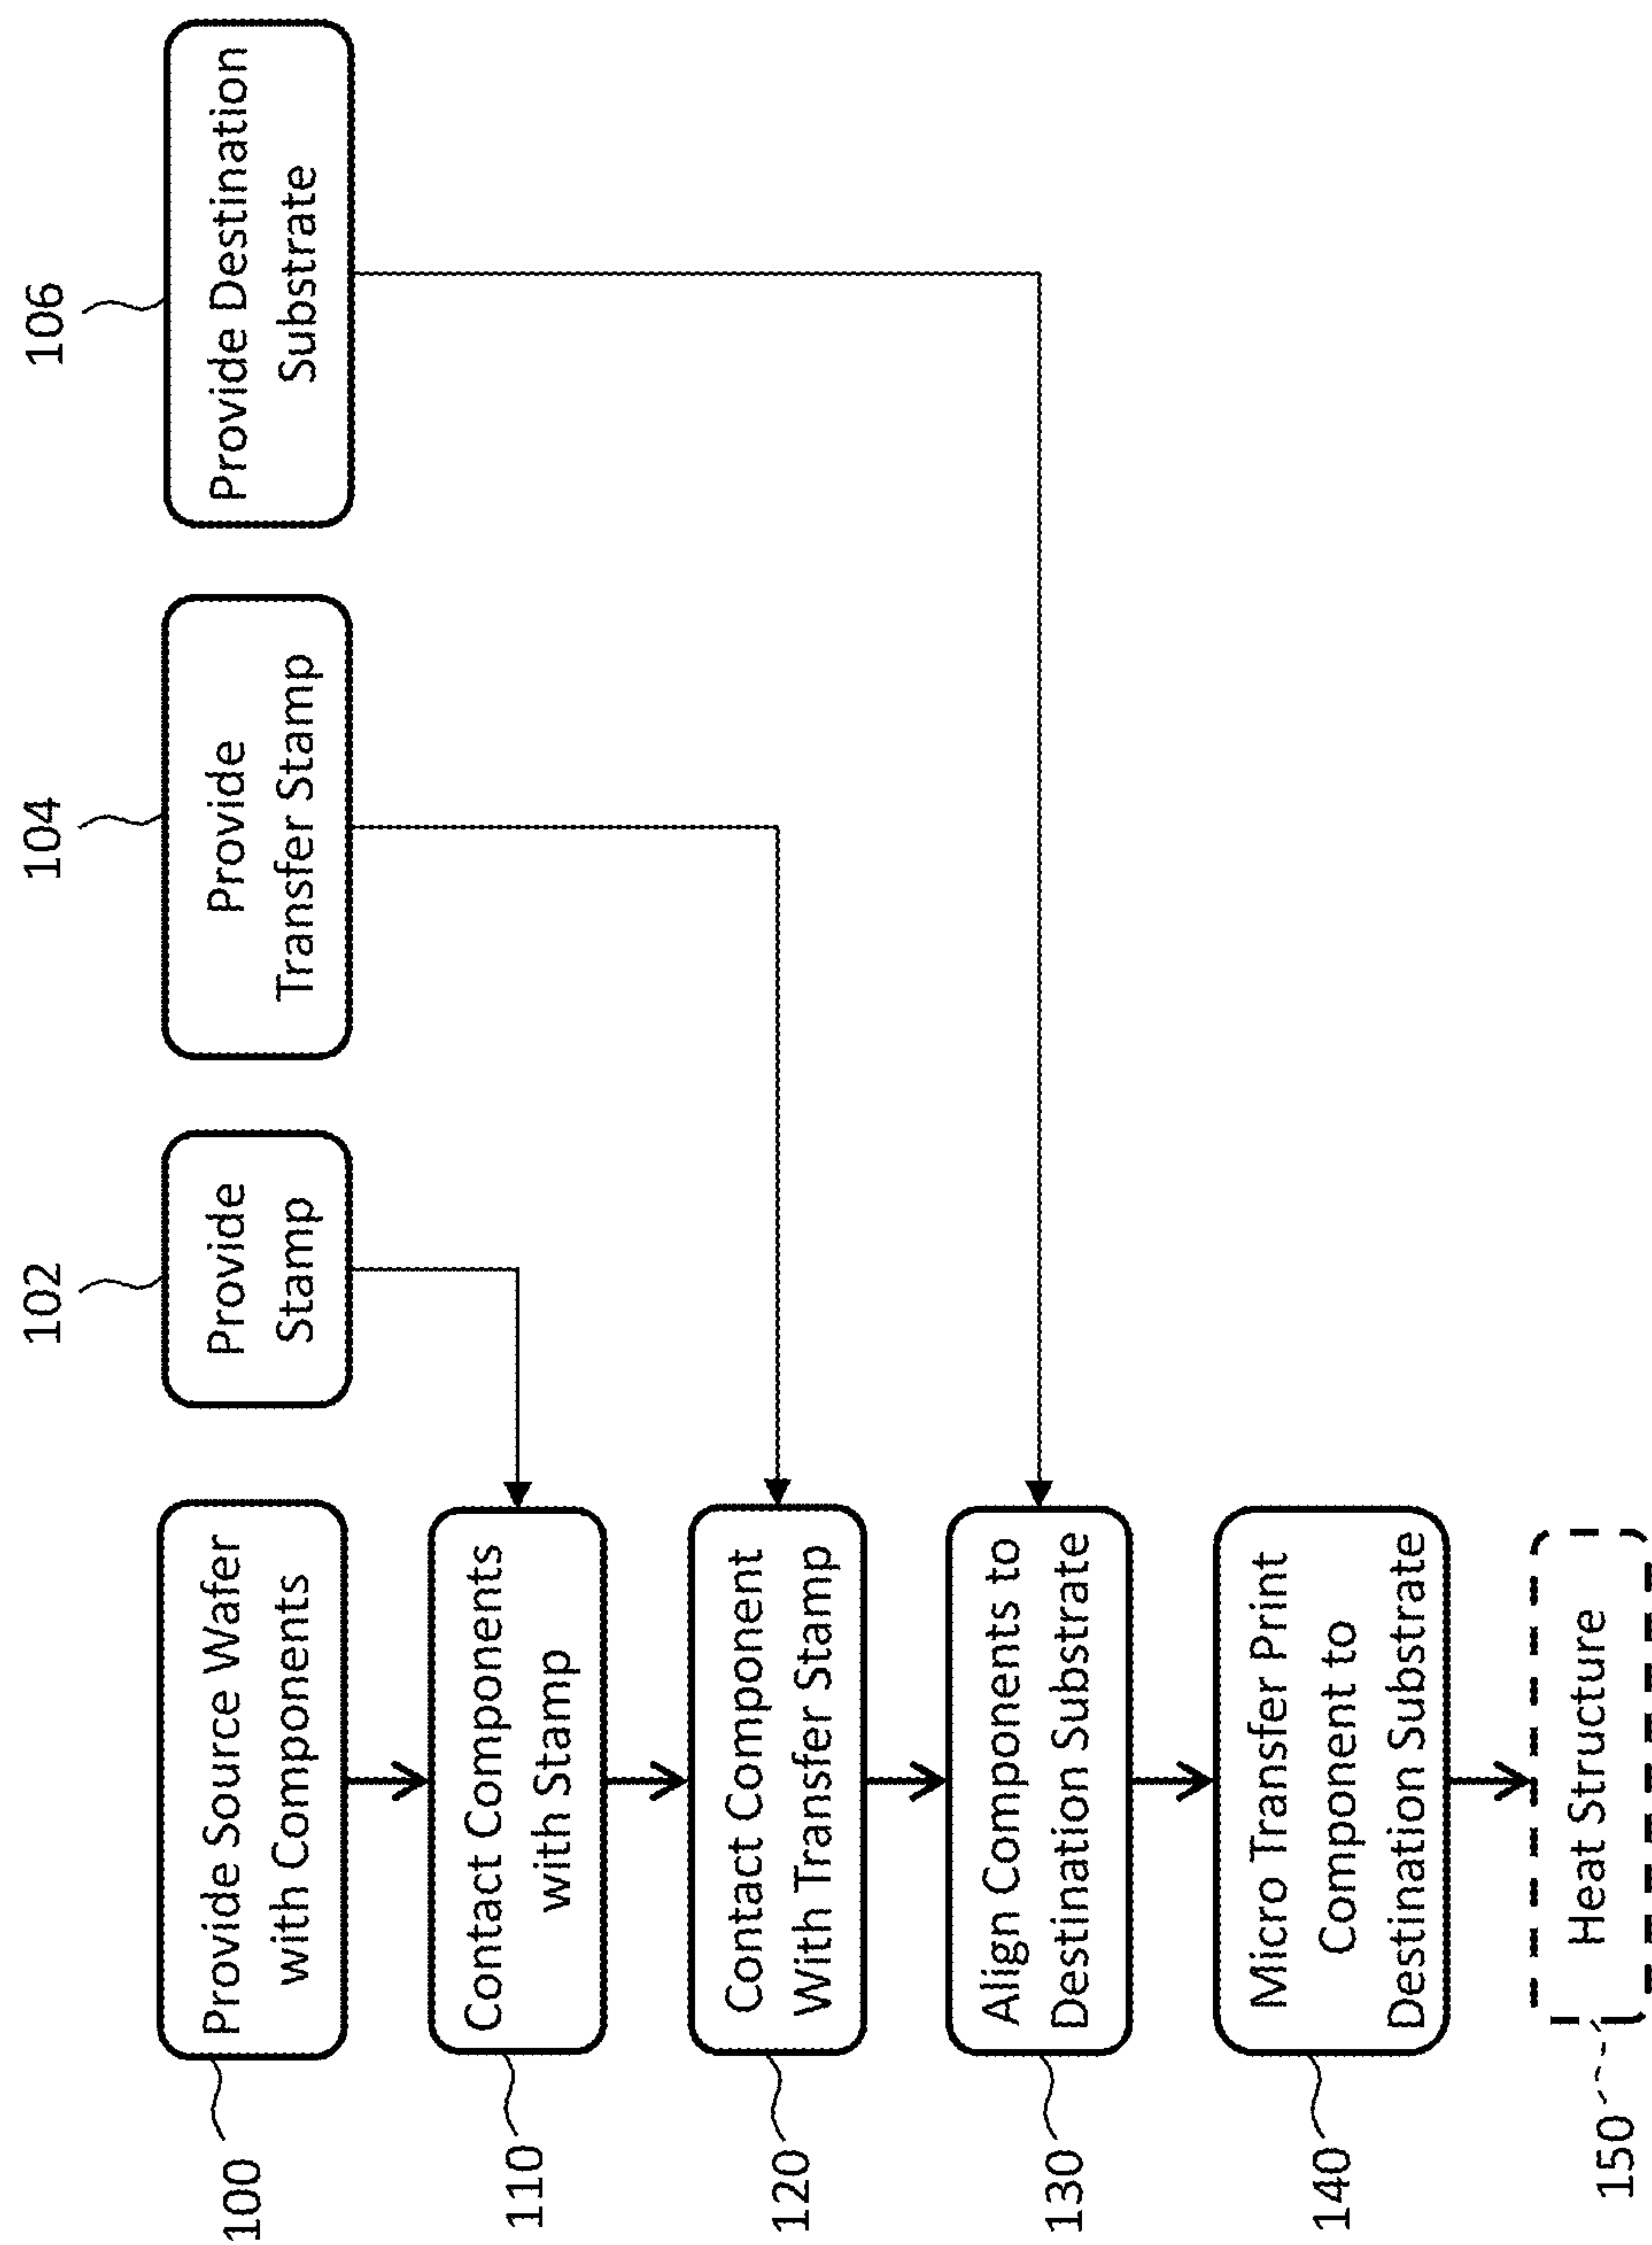 100
Provide Source Wafer
with Components
102
Provide
Stamp
104
Provide
Transfer Stamp
106
Provide Destination
Substrate
110
Contact Components
with Stamp
120
Contact Component
With Transfer Stamp
130
Align Components to
Destination Substrate
140
Micro Transfer Print
Component to
Destination Substrate
150
Heat Structure